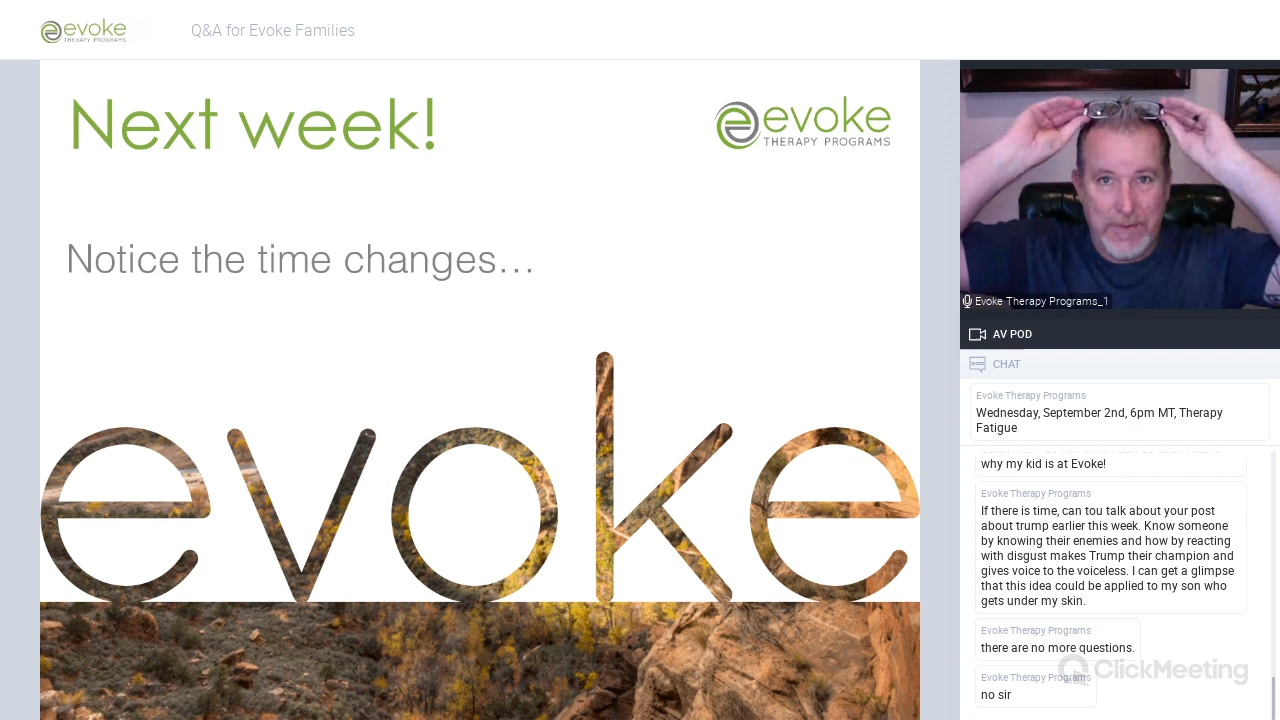 evoke
THERAPY PROGRAMS
Q&A for Evoke Families
Next week!
evoke
THERAPY PROGRAMS
Notice the time changes...
evoke
Evoke Therapy Programs_1
AV POD
CHAT
Evoke Therapy Programs
Wednesday, September 2nd, 6pm MT, Therapy
Fatigue
why my kid is at Evoke!
Evoke Therapy Programs
If there is time, can tou talk about your post
about trump earlier this week. Know someone
by knowing their enemies and how by reacting
with disgust makes Trump their champion and
gives voice to the voiceless. I can get a glimpse
that this idea could be applied to my son who
gets under my skin.
Evoke Therapy Programs
there are no more questions.
ClickMeeting
Evoke Therapy Programs
no sir